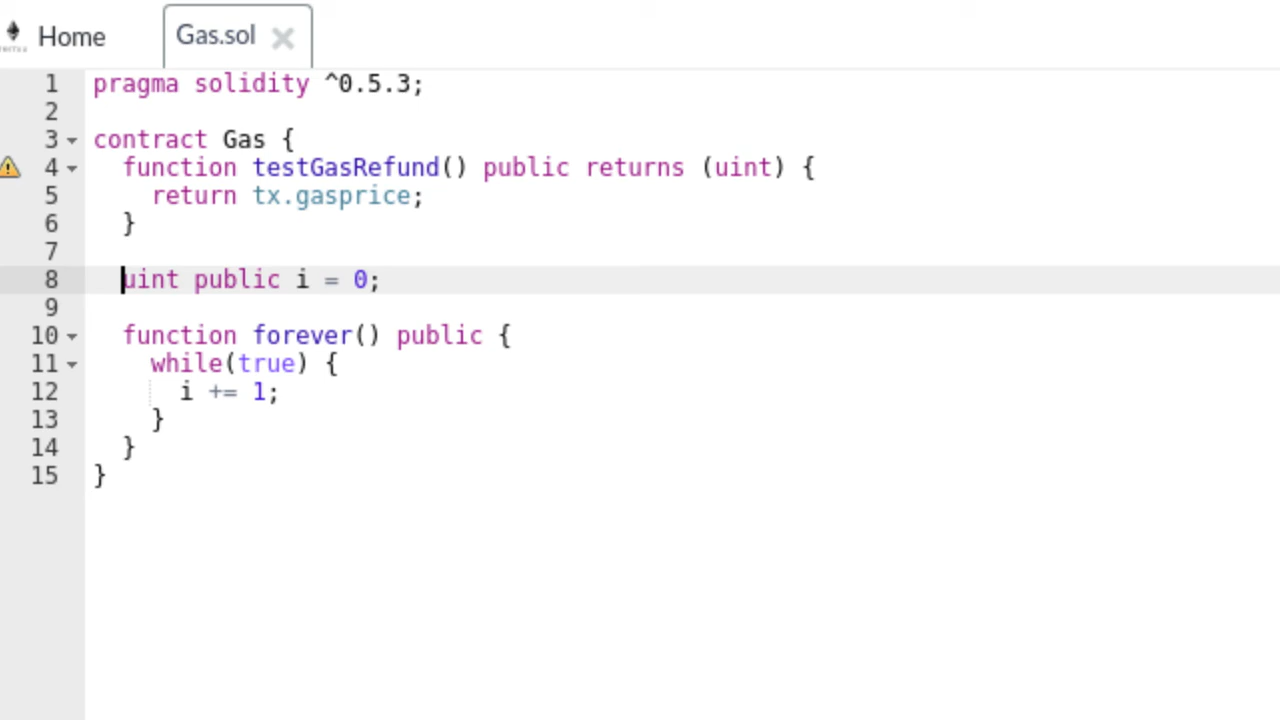 Home Gas.sol
1 pragma solidity ^0.5.3;
2
3 contract Gas {
4 function testGasRefund() public returns (uint) {
5 return tx.gasprice;
6 }
7
8 uint public i = 0;
9
10 function forever() public {
11 while(true) {
12 i += 1;
13 }
14 }
15 }